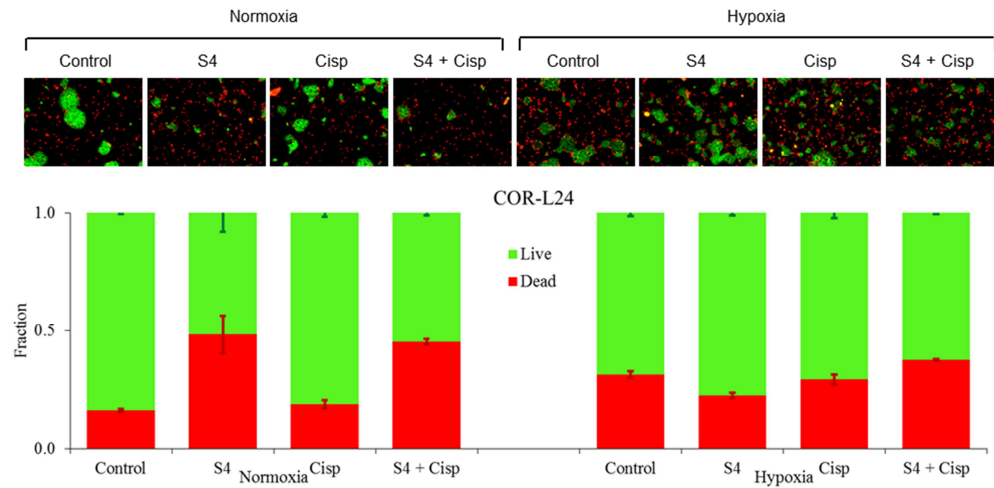 Normoxia Hypoxia
Control S4 Cisp S4 + Cisp Control S4 Cisp S4 + Cisp
COR-L24
1.0
Live
Dead
0.5
Fraction
0.0
Control S4 Cisp S4 + Cisp Control S4 Cisp S4 + Cisp
Normoxia Hypoxia